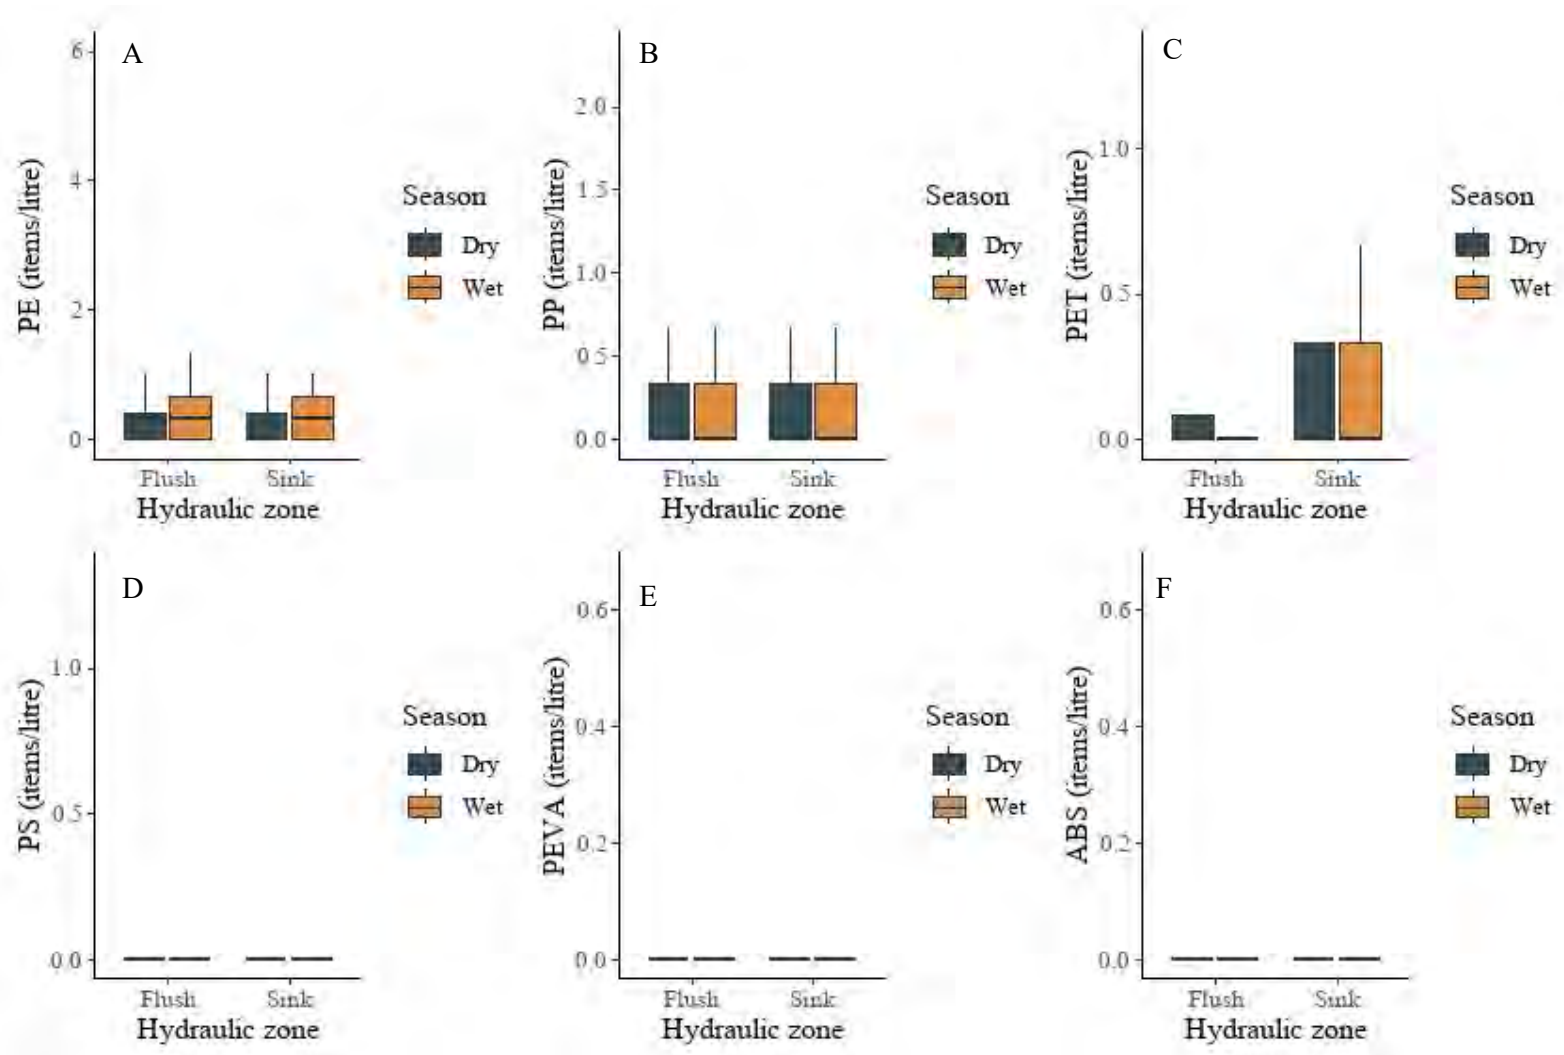 A
PE (items/litre)
6
4
2
0
Flush Sink
Hydraulic zone
Season
Dry
Wet
B
PP (items/litre)
2.0
1.5
1.0
0.5
0.0
Flush Sink
Hydraulic zone
Season
Dry
Wet
C
PET (items/litre)
1.0
0.5
0.0
Flush Sink
Hydraulic zone
Season
Dry
Wet
D
PS (items/litre)
1.0
0.5
0.0
Flush Sink
Hydraulic zone
Season
Dry
Wet
E
PEVA (items/litre)
0.6
0.4
0.2
0.0
Flush Sink
Hydraulic zone
Season
Dry
Wet
F
ABS (items/litre)
0.6
0.4
0.2
0.0
Flush Sink
Hydraulic zone
Season
Dry
Wet